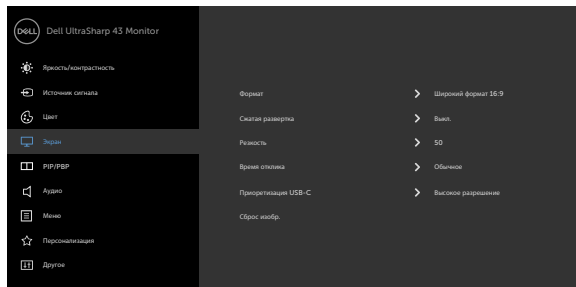 DELL Dell UltraSharp 43 Monitor
Яркость/контрастность
Источник сигнала
Формат Широкий формат 16:9
Цвет
Сжатая развертка Выкл.
Экран
Резкость 50
PIP/PBP
Время отклика Обычное
Аудио
Приоретизация USB-C Высокое разрешение
Меню
Сброс изобр.
Персонализация
Другое